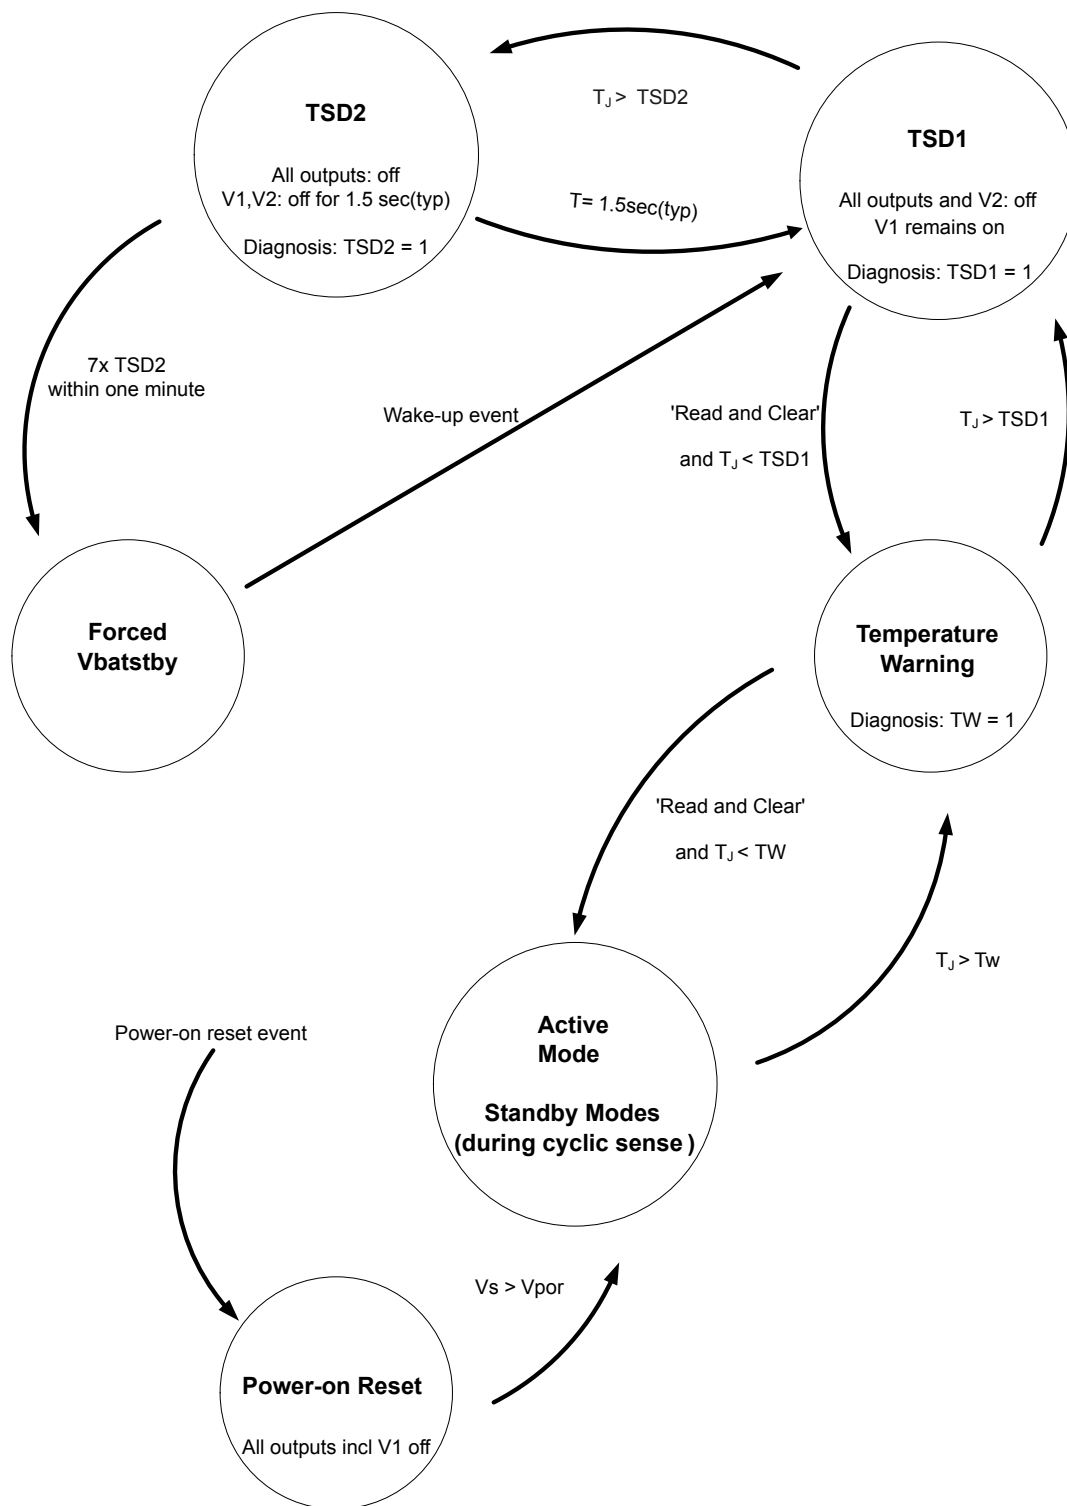 TSD2
All outputs: off
V1,V2: off for 1.5 sec(typ)
Diagnosis: TSD2 = 1
TJ > TSD2
T= 1.5sec(typ)
TSD1
All outputs and V2: off
V1 remains on
Diagnosis: TSD1 = 1
7x TSD2
within one minute
Wake-up event
'Read and Clear'
and TJ < TSD1
TJ > TSD1
Forced
Vbatstby
Temperature
Warning
Diagnosis: TW = 1
'Read and Clear'
and TJ < TW
TJ > Tw
Active
Mode
Standby Modes
(during cyclic sense )
Power-on reset event
Vs > Vpor
Power-on Reset
All outputs incl V1 off